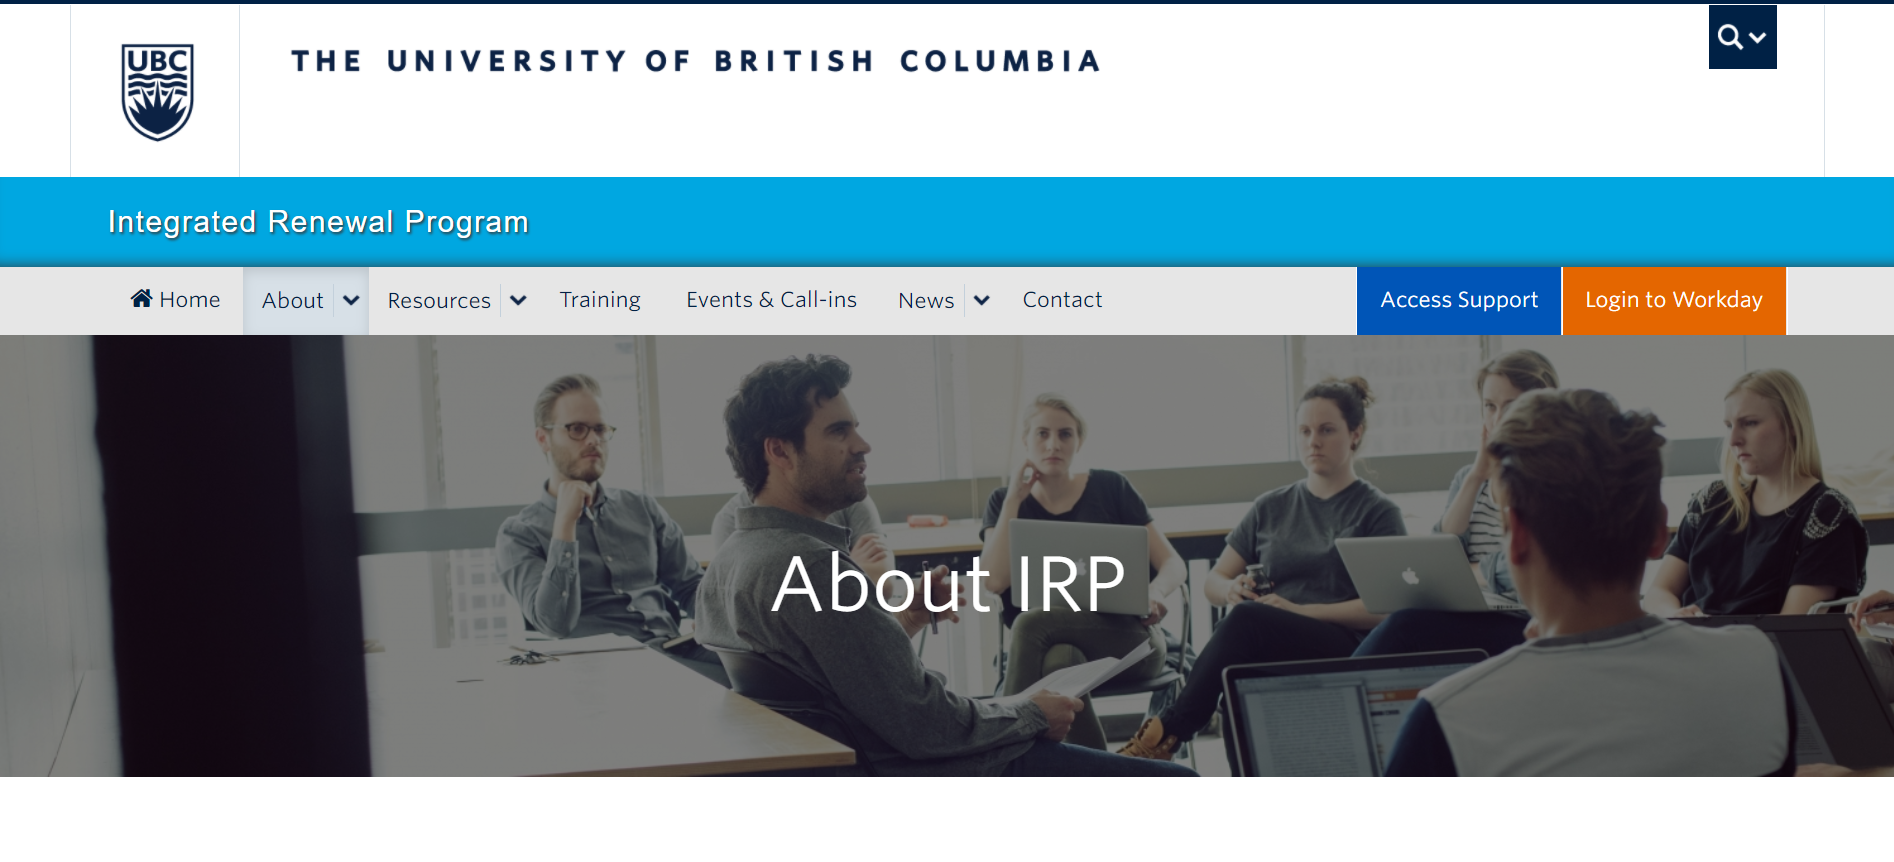 UBC
THE UNIVERSITY OF BRITISH COLUMBIA
Integrated Renewal Program
Home About Resources Training Events & Call-ins News Contact Access Support Login to Workday
About IRP